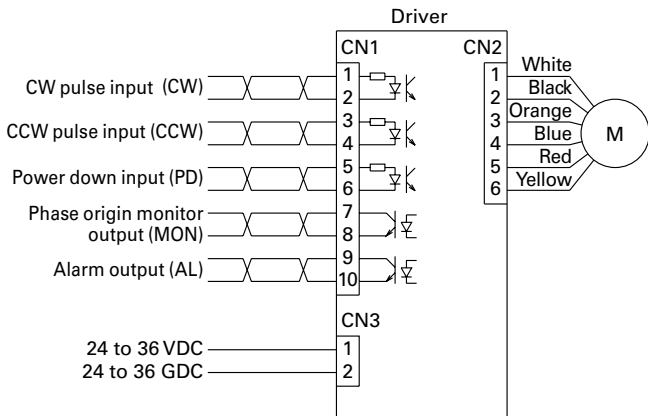 Driver
CN1
CN2
CW pulse input (CW)
1
2
CCW pulse input (CCW)
3
4
Power down input (PD)
5
6
Phase origin monitor
output (MON)
7
8
Alarm output (AL)
9
10
1
2
3
4
5
6
White
Black
Orange
Blue
Red
Yellow
M
CN3
24 to 36 VDC
1
24 to 36 GDC
2